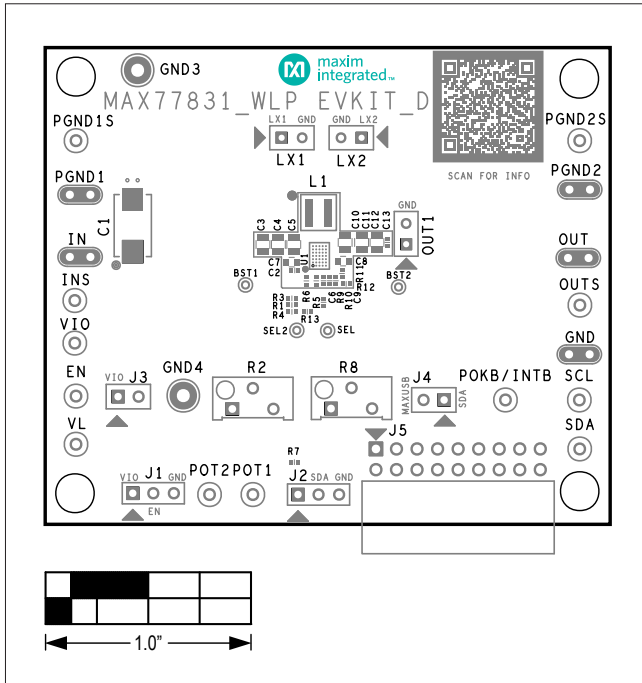 GND3
maxim
integrated™
MAX77831_WLP EVKIT_D
PGND1S
LX1 GND
GND LX2
LX1
LX2
PGND2S
SCAN FOR INFO
PGND1
PGND2
C1
L1
GND
OUT1
C3 C4 C5
C10 C11 C12 C13
IN
OUT
C7
C2
U1
C8
R11
R12
BST1
BST2
INS
OUTS
R3
R1
R4
R6
R5
R13
C6
R9
R10
C9
VIO
SEL2
SEL
GND
EN
VIO
J3
GND4
R2
R8
J4
MAXUSB
SDA
POKB/INTB
SCL
VL
J5
SDA
R7
VIO J1 GND
EN
POT2
POT1
J2
SDA GND
1.0"